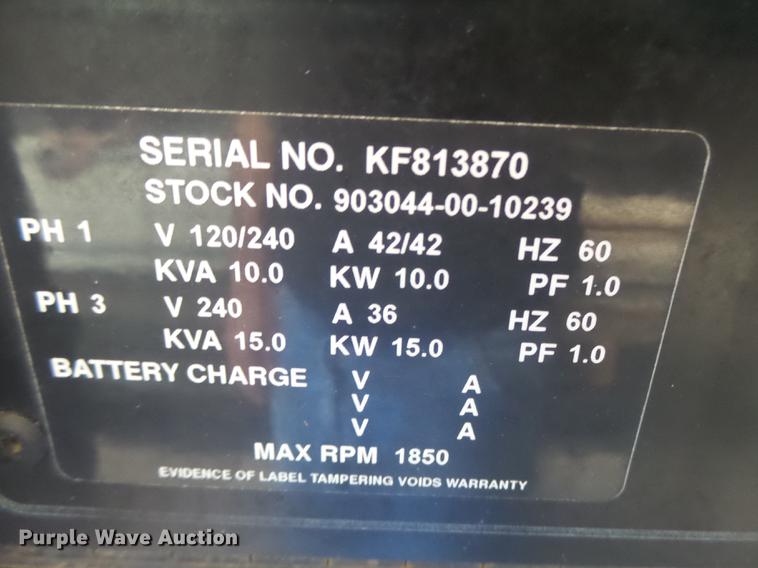 SERIAL NO. KF813870
STOCK NO. 903044-00-10239
PH 1 V 120/240 A 42/42 HZ 60
KVA 10.0 KW 10.0 PF 1.0
PH 3 V 240 A 36 HZ 60
KVA 15.0 KW 15.0 PF 1.0
BATTERY CHARGE V A
V A
V A
MAX RPM 1850
EVIDENCE OF LABEL TAMPERING VOIDS WARRANTY
Purple Wave Auction